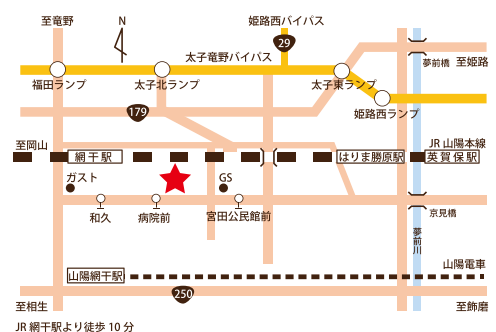 至竜野
N
姫路西バイパス
29
太子竜野バイパス
夢前橋
至姫路
福田ランプ
太子北ランプ
太子東ランプ
姫路西ランプ
179
至岡山
JR山陽本線
網干駅
はりま勝原駅
英賀保駅
ガスト
GS
和久
病院前
宮田公民館前
京見橋
夢前川
山陽電車
山陽網干駅
250
至相生
至飾磨
JR網干駅より徒歩10分